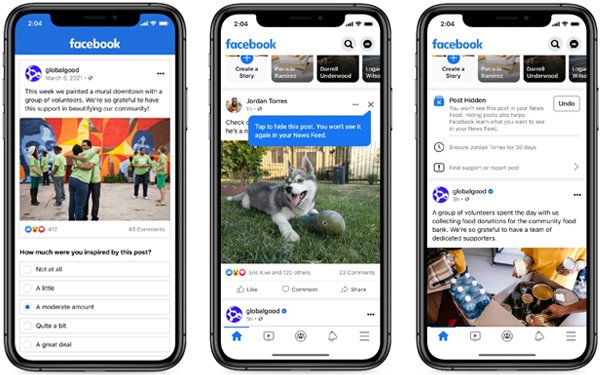 2:04
facebook
globalgood
March 8, 2021 ·
This week we painted a mural downtown with a
group of volunteers. We're so grateful to have
this support in beautifying our community!
412
43 Comments
How much were you inspired by this post?
Not at all
A little
A moderate amount
Quite a bit
A great deal
2:04
facebook
Create a
Story
Patricia
Ramirez
Darrell
Underwood
Logan
Wilson
Jordan Torres
1h ·
Check o
he's a n
Tap to hide this post. You won't see it
again in your News Feed.
Eric Kiwi and 120 others
23 Comments
Like
Comment
Share
globalgood
5h ·
2:04
facebook
Create a
Story
Patricia
Ramirez
Darrell
Underwood
Loga
Wilso
Post Hidden
You won't see this post in your News
Feed. Hiding posts also helps
Facebook learn what you want to see
in your News Feed.
Undo
Snooze Jordan Torres for 30 days
Find support or report post
globalgood
5h ·
A group of volunteers spent the day with us
collecting food donations for the community food
bank. We're so grateful to have a team of
dedicated supporters.